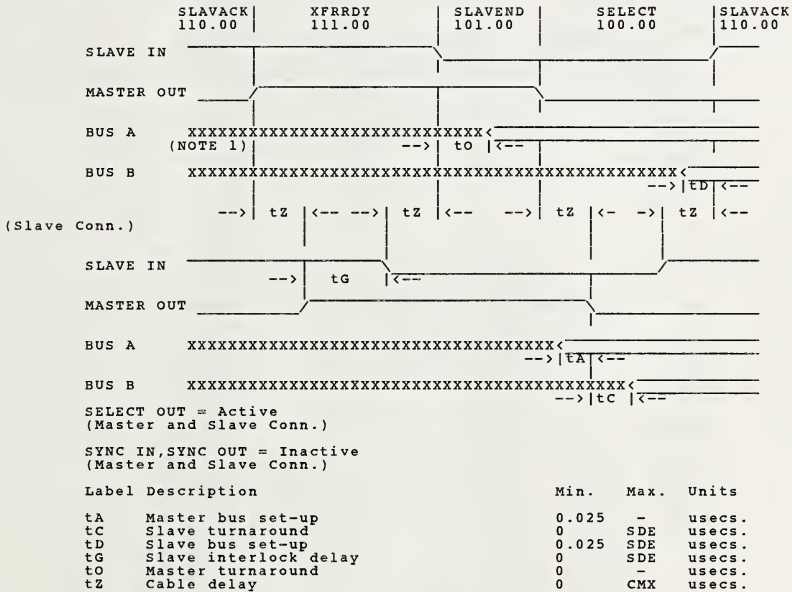 SLAVACK XFRRDY SLAVEND SELECT SLAVACK
110.00 111.00 101.00 100.00 110.00
SLAVE IN
MASTER OUT
BUS A XXXXXXXXXXXXXXXXXXXXXXXXXXXXX<
(NOTE 1) --> tO <--
BUS B XXXXXXXXXXXXXXXXXXXXXXXXXXXXXXXXXXXXXXXXXXXXXXXX<
-->|tD|<--
-->| tZ |<-- -->| tZ |<-- -->| tZ |<- ->| tZ |<--
(Slave Conn.)
SLAVE IN
--> tG |<--
MASTER OUT
BUS A XXXXXXXXXXXXXXXXXXXXXXXXXXXXXXXXXXXXX<
-->|tA|<--
BUS B XXXXXXXXXXXXXXXXXXXXXXXXXXXXXXXXXXXXXXXXXX<
-->|tC |<--
SELECT OUT = Active
(Master and Slave Conn.)
SYNC IN,SYNC OUT = Inactive
(Master and Slave Conn.)
Label Description Min. Max. Units
tA Master bus set-up 0.025 - usecs.
tC Slave turnaround 0 SDE usecs.
tD Slave bus set-up 0.025 SDE usecs.
tG Slave interlock delay 0 SDE usecs.
tO Master turnaround 0 - usecs.
tZ Cable delay 0 CMX usecs.